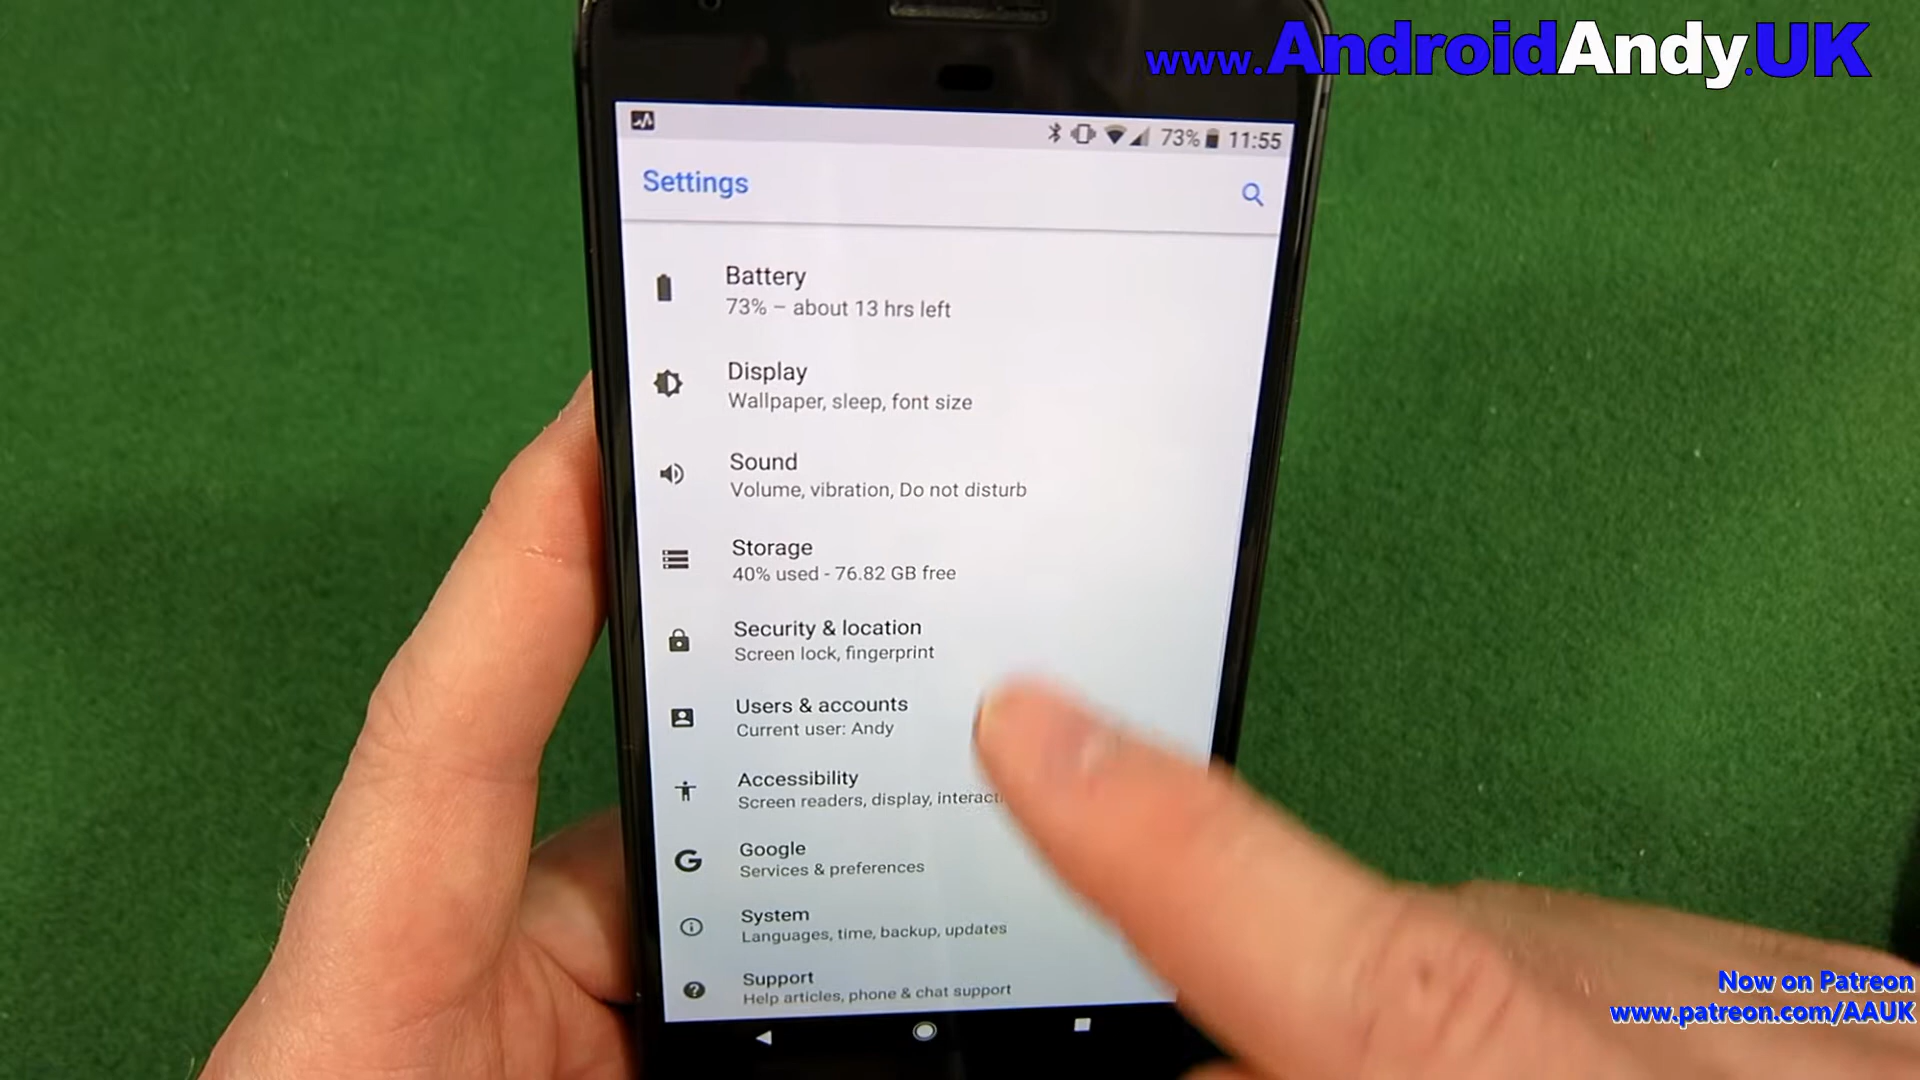 www.AndroidAndy.UK
73% 11:55
Settings
Battery
73% – about 13 hrs left
Display
Wallpaper, sleep, font size
Sound
Volume, vibration, Do not disturb
Storage
40% used - 76.82 GB free
Security & location
Screen lock, fingerprint
Users & accounts
Current user: Andy
Accessibility
Screen readers, display,
Google
Services & preferences
System
Languages, time, backup, updates
Support
Help articles, phone & chat support
Now on Patreon
www.patreon.com/AAUK